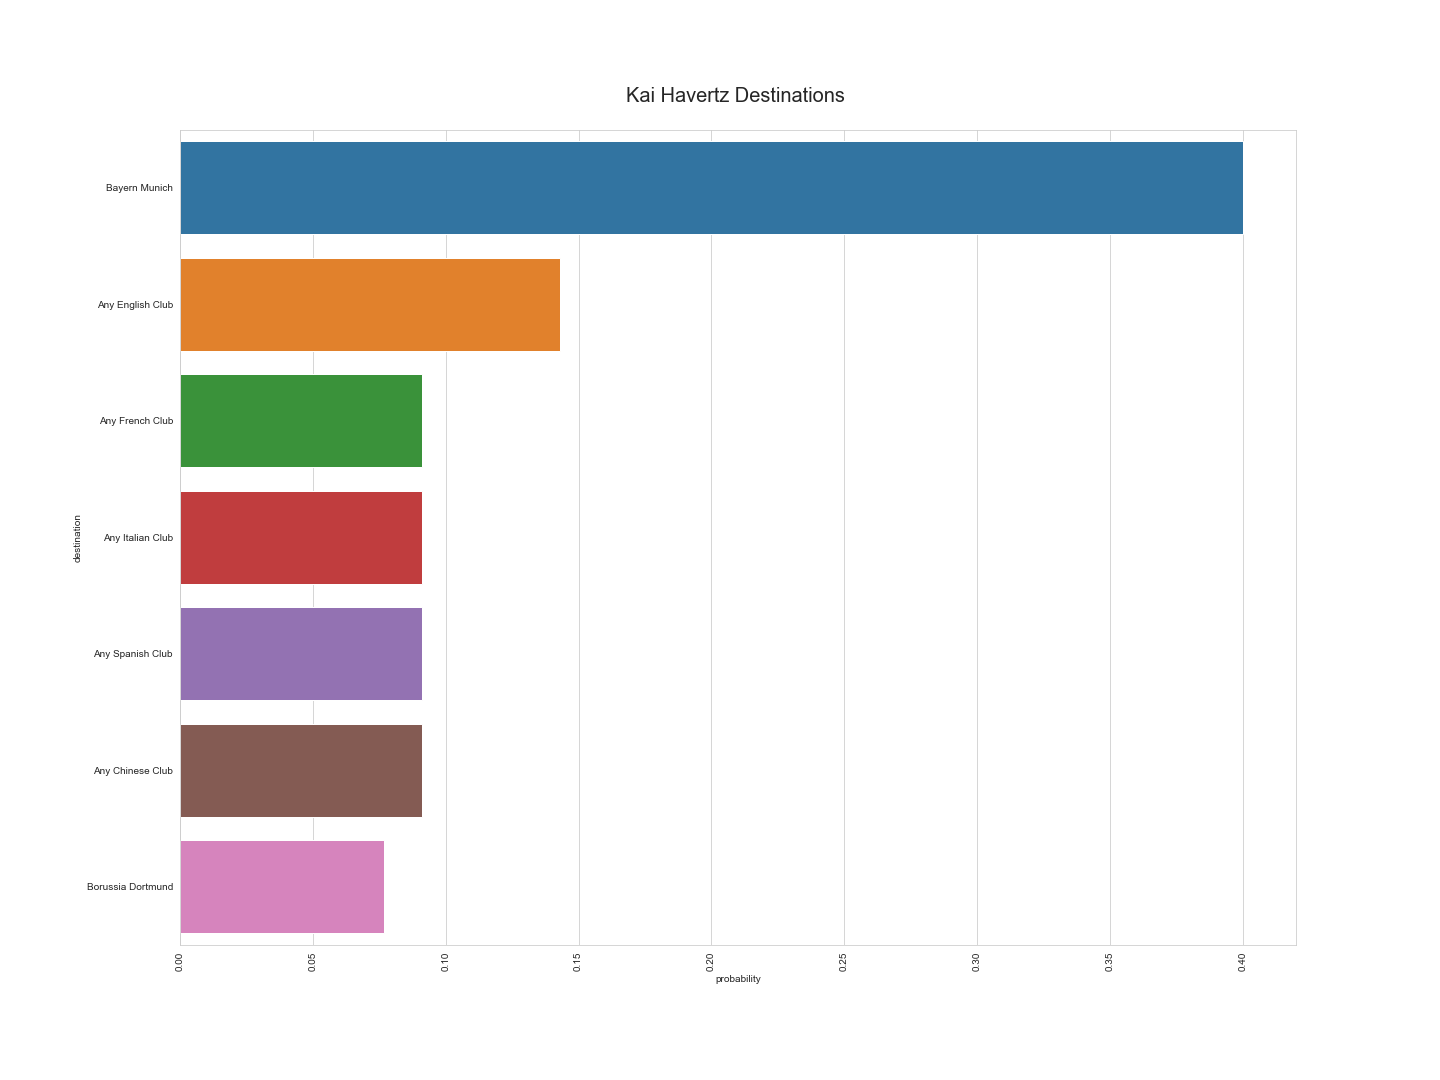 Kai Havertz Destinations
Bayern Munich
Any English Club
Any French Club
Any Italian Club
Any Spanish Club
Any Chinese Club
Borussia Dortmund
destination
0.00
0.05
0.10
0.15
0.20
0.25
0.30
0.35
0.40
probability